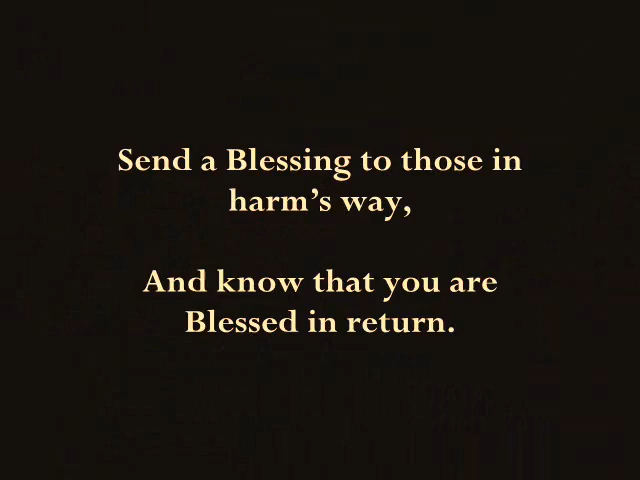 Send a Blessing to those in
harm’s way,
And know that you are
Blessed in return.